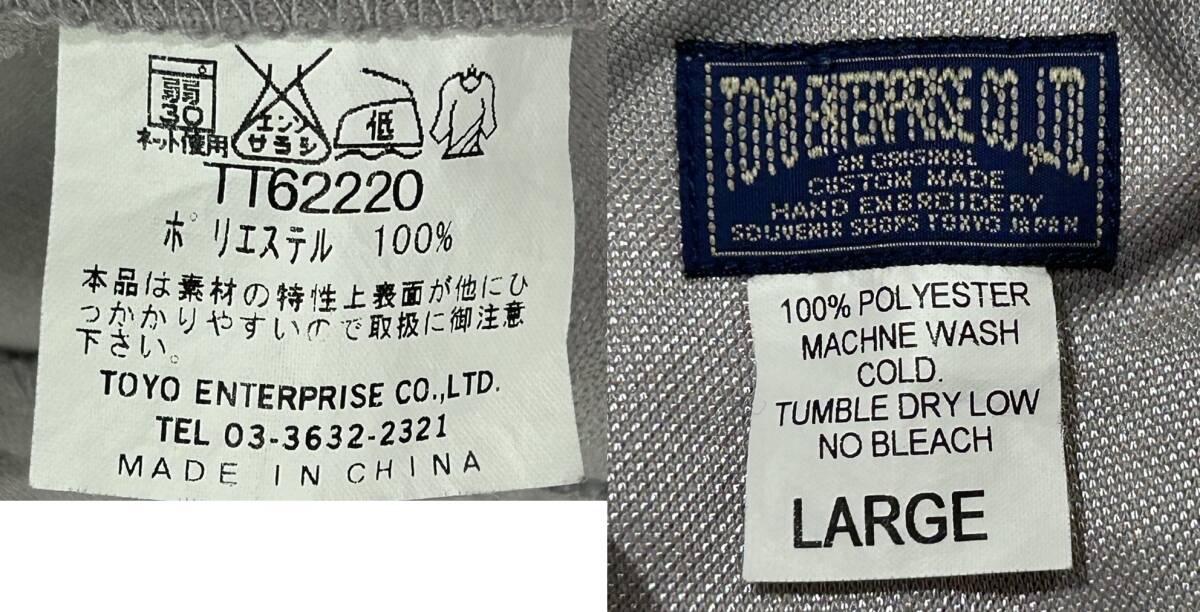 弱
30
ネット使用
エンソ
サラシ
低
TT62220
ポリエステル 100%
本品は素材の特性上表面が他にひ
っかかりやすいので取扱に御注意
下さい。
TOYO ENTERPRISE CO.,LTD.
TEL 03-3632-2321
MADE IN CHINA
TOYO ENTERPRISE CO.,LTD.
AN ORIGINAL
CUSTOM MADE
HAND EMBROIDERY
SOUVENIR SHOPS TOKYO JAPAN
100% POLYESTER
MACHNE WASH
COLD.
TUMBLE DRY LOW
NO BLEACH
LARGE